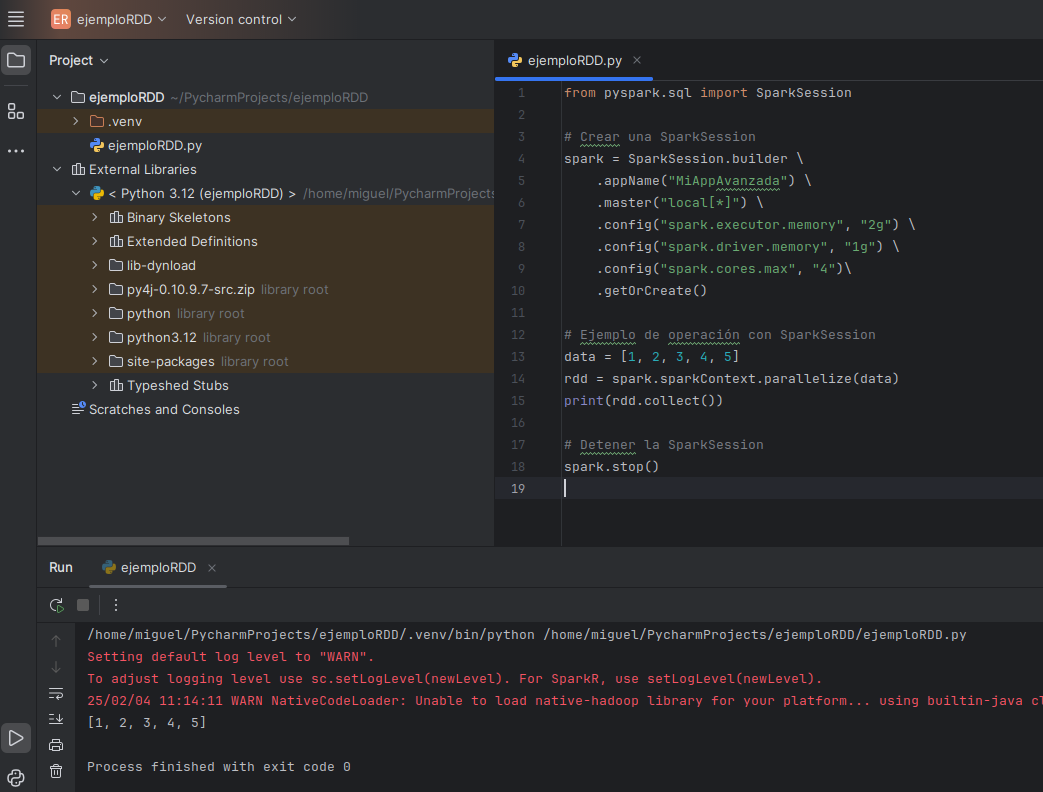 ER ejemploRDD Version control
Project
ejemploRDD ~/PycharmProjects/ejemploRDD
.venv
ejemploRDD.py
External Libraries
< Python 3.12 (ejemploRDD) > /home/miguel/PycharmProjects
Binary Skeletons
Extended Definitions
lib-dynload
py4j-0.10.9.7-src.zip library root
python library root
python3.12 library root
site-packages library root
Typeshed Stubs
Scratches and Consoles
ejemploRDD.py
1 from pyspark.sql import SparkSession
2
3 # Crear una SparkSession
4 spark = SparkSession.builder \
5 .appName("MiAppAvanzada") \
6 .master("local[*]") \
7 .config("spark.executor.memory", "2g") \
8 .config("spark.driver.memory", "1g") \
9 .config("spark.cores.max", "4")\
10 .getOrCreate()
11
12 # Ejemplo de operación con SparkSession
13 data = [1, 2, 3, 4, 5]
14 rdd = spark.sparkContext.parallelize(data)
15 print(rdd.collect())
16
17 # Detener la SparkSession
18 spark.stop()
19
Run ejemploRDD
/home/miguel/PycharmProjects/ejemploRDD/.venv/bin/python /home/miguel/PycharmProjects/ejemploRDD/ejemploRDD.py
Setting default log level to "WARN".
To adjust logging level use sc.setLogLevel(newLevel). For SparkR, use setLogLevel(newLevel).
25/02/04 11:14:11 WARN NativeCodeLoader: Unable to load native-hadoop library for your platform... using builtin-java cl
[1, 2, 3, 4, 5]
Process finished with exit code 0